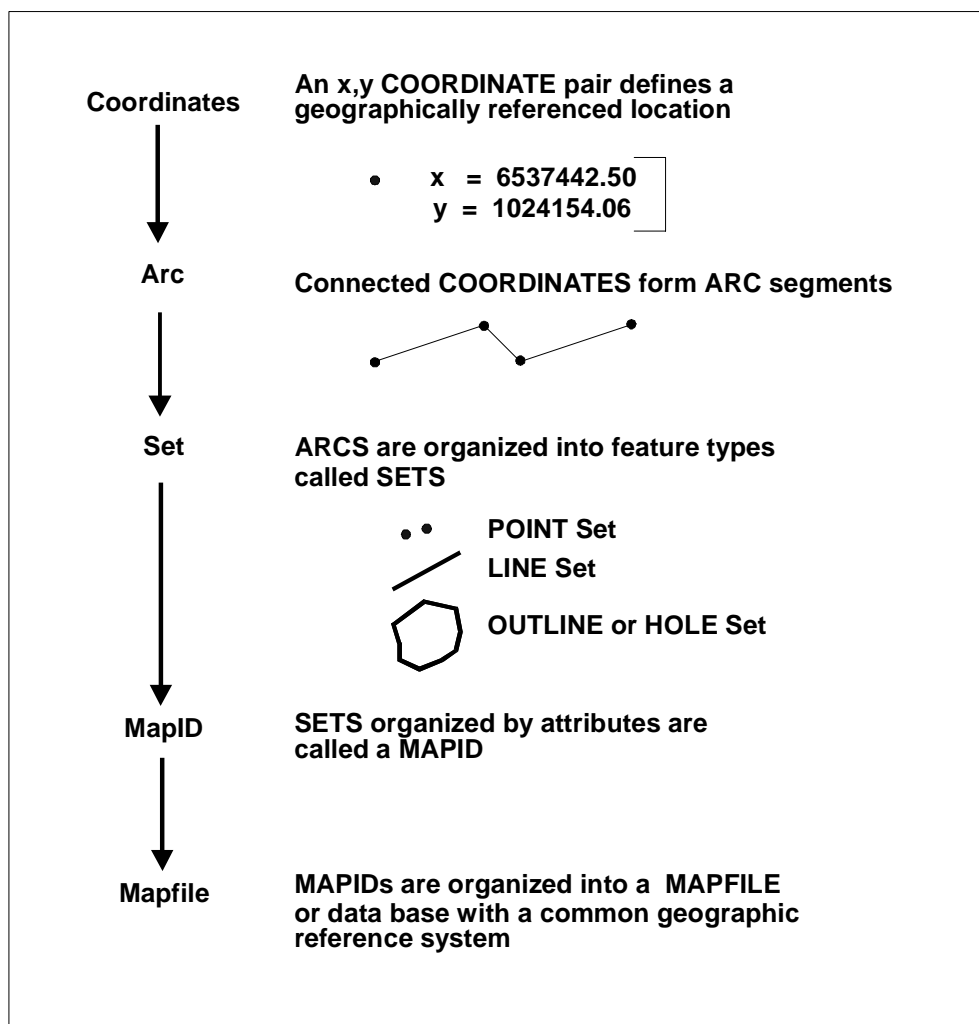 Coordinates
An x,y COORDINATE pair defines a
geographically referenced location
x = 6537442.50
y = 1024154.06
Arc
Connected COORDINATES form ARC segments
Set
ARCS are organized into feature types
called SETS
POINT Set
LINE Set
OUTLINE or HOLE Set
MapID
SETS organized by attributes are
called a MAPID
Mapfile
MAPIDs are organized into a MAPFILE
or data base with a common geographic
reference system